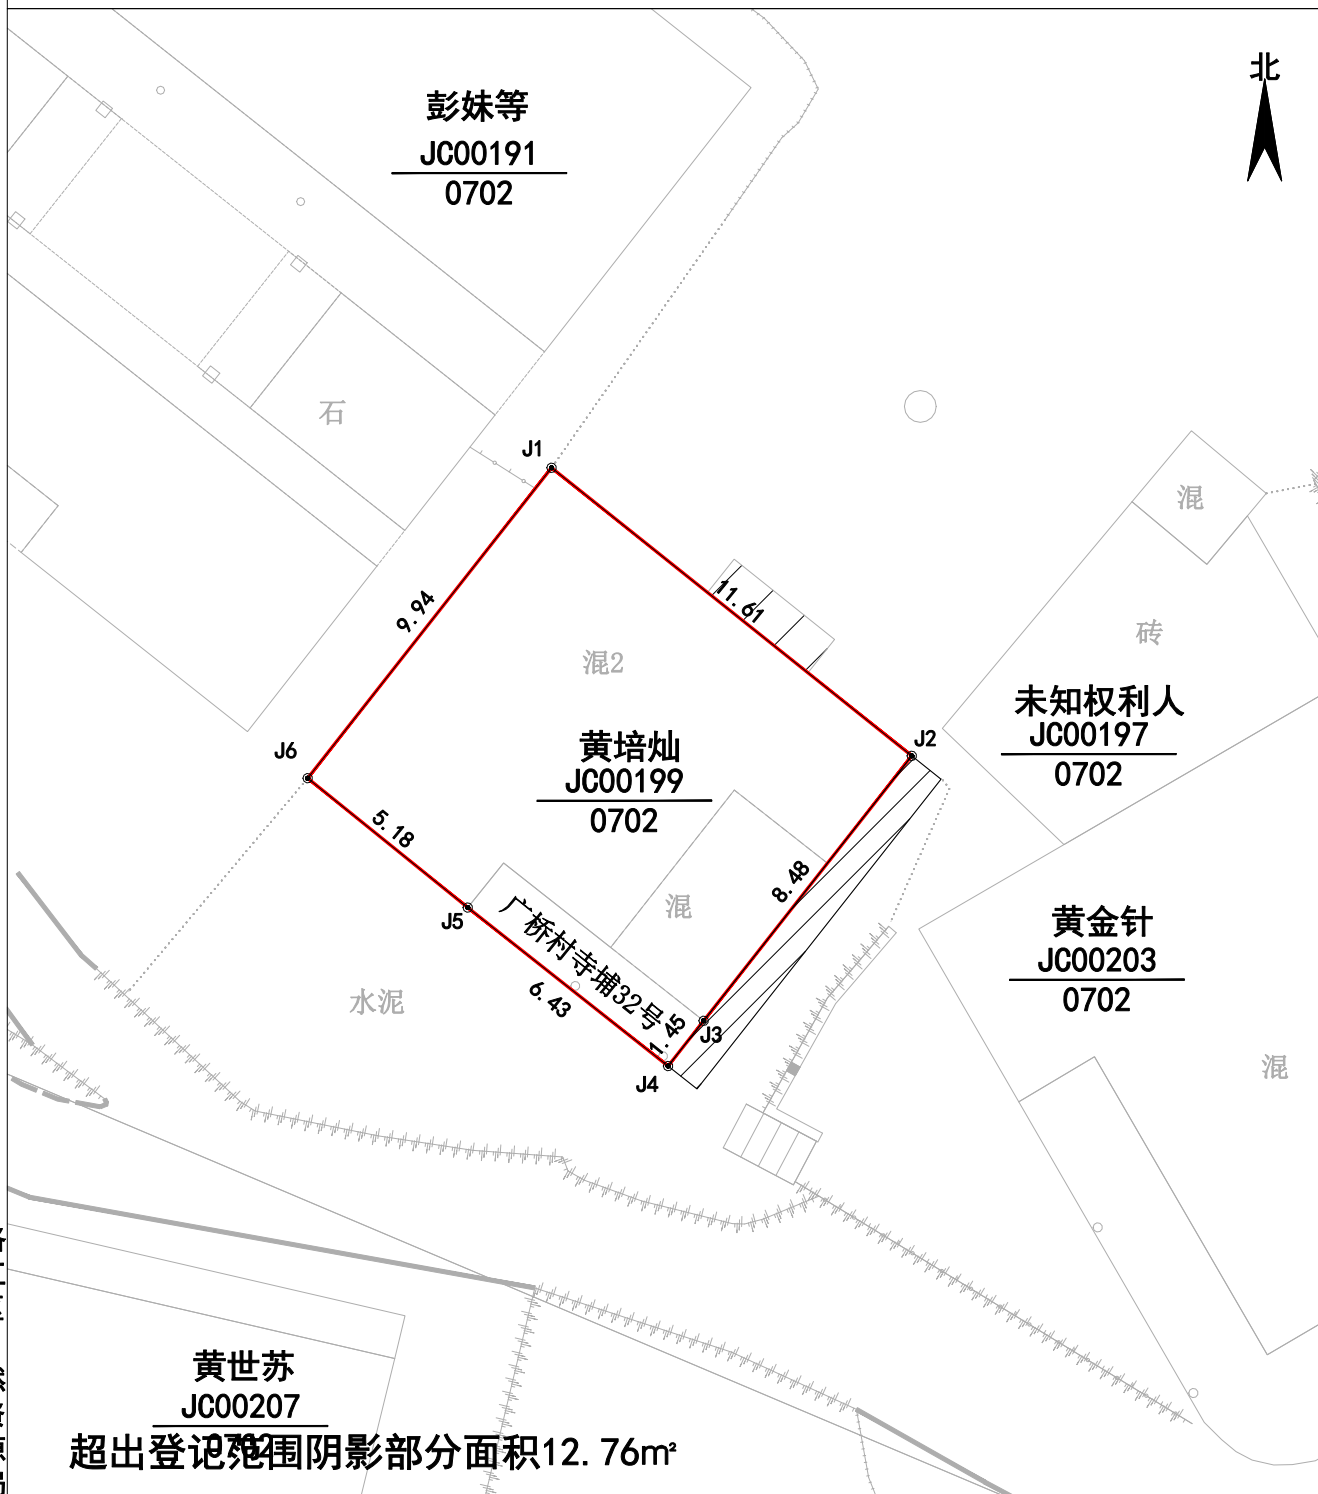 北
彭妹等
JC00191
0702
石
J1
混
11.61
9.94
砖
混2
未知权利人
JC00197
0702
J2
黄培灿
JC00199
0702
J6
5.18
8.48
混
J5
广桥村寺埔32号
黄金针
JC00203
0702
水泥
6.43
1.45
J3
J4
混
黄世苏
JC00207
0702
超出登记范围阴影部分面积12.76㎡